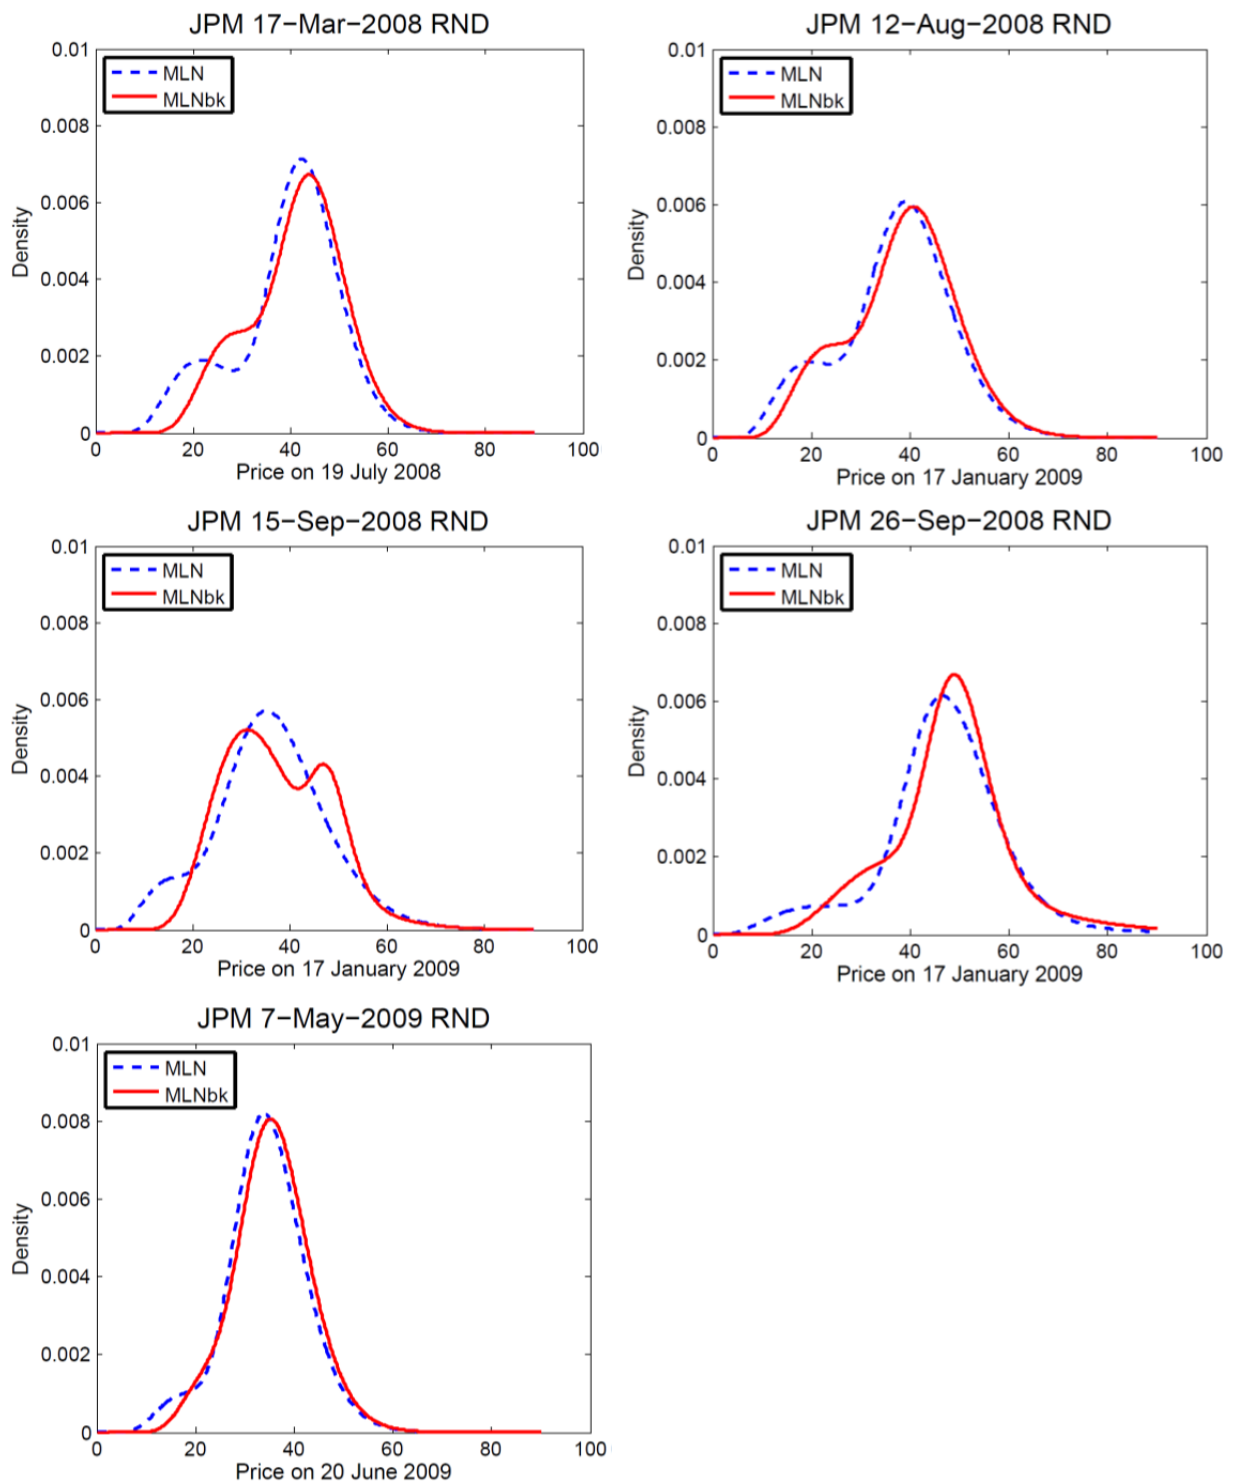 JPM 17−Mar−2008 RND
MLN
MLNbk
0.01
0.008
0.006
0.004
0.002
0
Density
0 20 40 60 80 100
Price on 19 July 2008
JPM 12−Aug−2008 RND
MLN
MLNbk
0.01
0.008
0.006
0.004
0.002
0
Density
0 20 40 60 80 100
Price on 17 January 2009
JPM 15−Sep−2008 RND
MLN
MLNbk
0.01
0.008
0.006
0.004
0.002
0
Density
0 20 40 60 80 100
Price on 17 January 2009
JPM 26−Sep−2008 RND
MLN
MLNbk
0.01
0.008
0.006
0.004
0.002
0
Density
0 20 40 60 80 100
Price on 17 January 2009
JPM 7−May−2009 RND
MLN
MLNbk
0.01
0.008
0.006
0.004
0.002
0
Density
0 20 40 60 80 100
Price on 20 June 2009